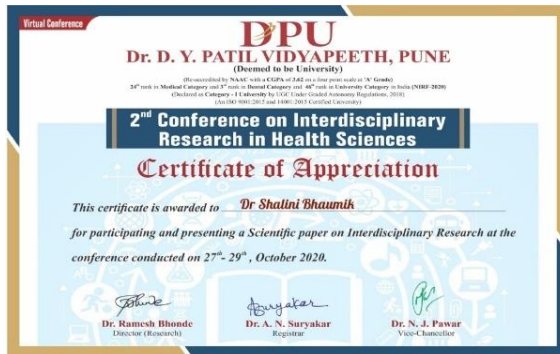 Virtual Conference
DPU
Dr. D. Y. PATIL VIDYAPEETH, PUNE
(Deemed to be University)
(Re-accredited by NAAC with a CGPA of 3.62 on a four point scale at 'A' Grade)
24th rank in Medical Category and 3rd rank in Dental Category and 46th rank in University Category in India (NIRF-2020)
(Declared as Category - I University by UGC Under Graded Autonomy Regulations, 2018)
(An ISO 9001:2015 and 14001:2015 Certified University)
2nd Conference on Interdisciplinary
Research in Health Sciences
Certificate of Appreciation
This certificate is awarded to Dr Shalini Bhaumik
for participating and presenting a Scientific paper on Interdisciplinary Research at the
conference conducted on 27th- 29th , October 2020.
Dr. Ramesh Bhonde Dr. A. N. Suryakar Dr. N. J. Pawar
Director (Research) Registrar Vice-Chancellor